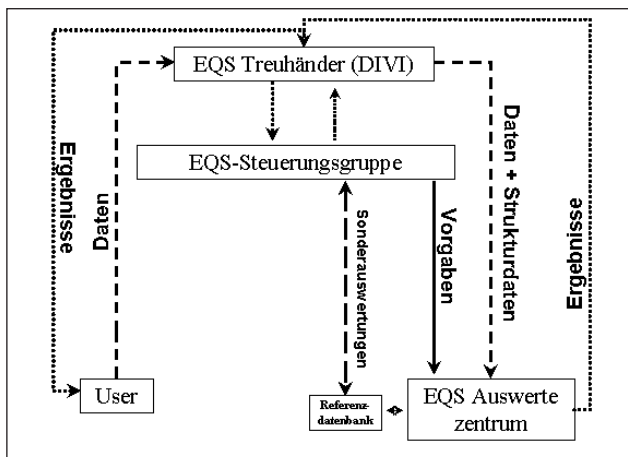 EQS Treuhänder (DIVI)
EQS-Steuerungsgruppe
Ergebnisse
Daten
Sonderauswertungen
Vorgaben
Daten + Strukturdaten
Ergebnisse
User
Referenz-
datenbank
EQS Auswerte
zentrum